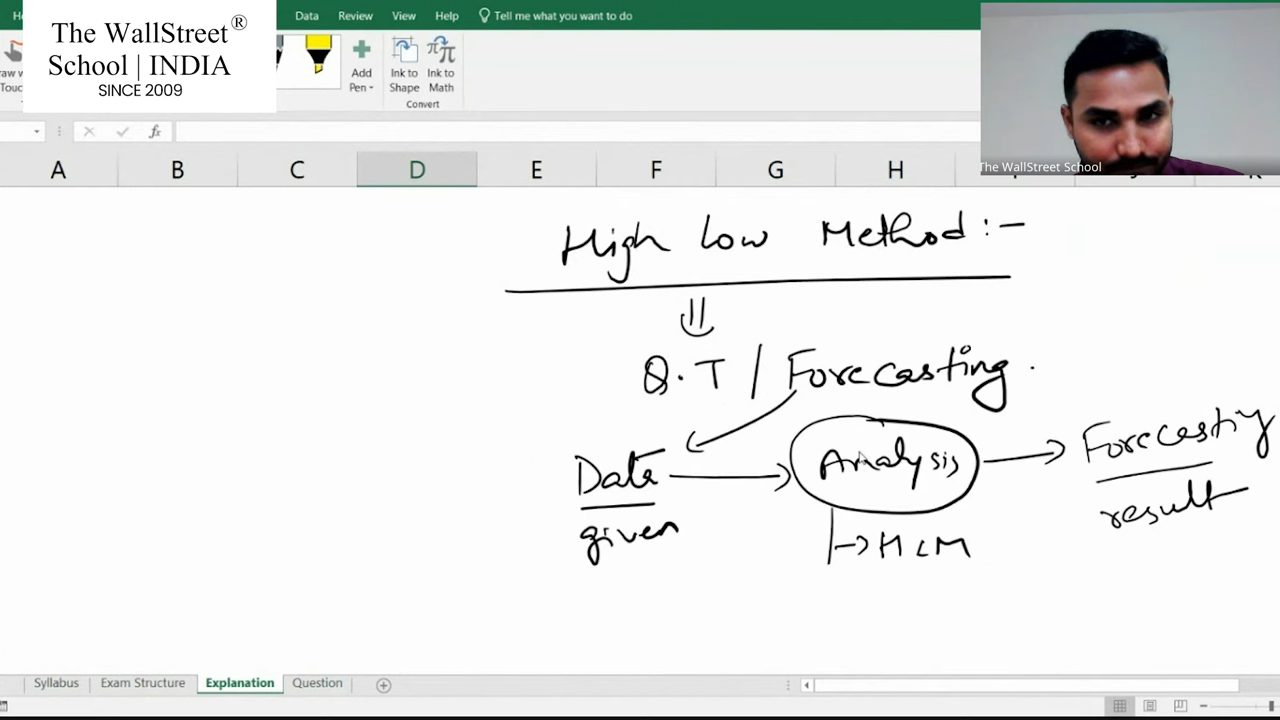 Data Review View Help Tell me what you want to do
The WallStreet ®
School | INDIA
SINCE 2009
Add Pen
Ink to Shape
Ink to Math
Convert
fx
A B C D E F G H
The WallStreet School
High Low Method:-
Q.T / Forecasting.
Data → Analysis → Forecasting
given
result
→ HLM
Syllabus Exam Structure Explanation Question